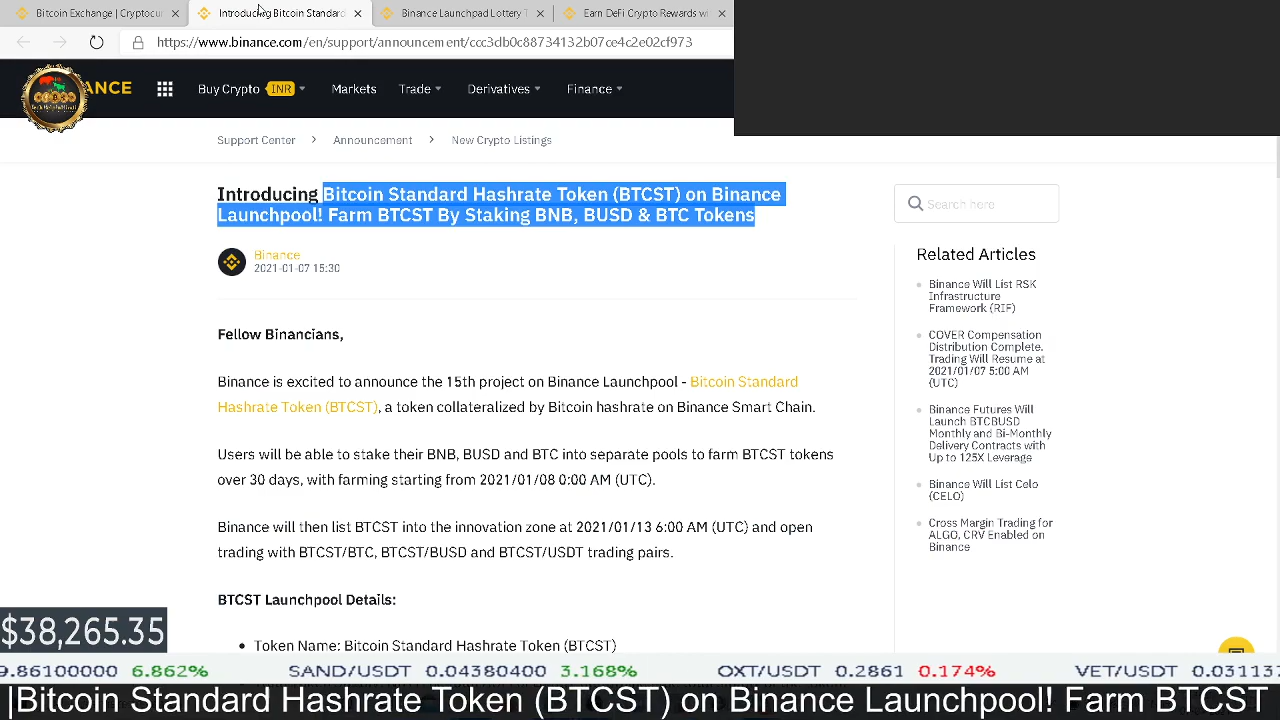 Bitcoin Exchange | Cryptocur
Introducing Bitcoin Standard
Binance Launchpad Lottery T
Earn DeFi Crypto Rewards wi
https://www.binance.com/en/support/announcement/ccc3db0c88734132b07ce4c2e02cf973
ANCE
Buy Crypto INR
Markets
Trade
Derivatives
Finance
Support Center > Announcement > New Crypto Listings
Introducing Bitcoin Standard Hashrate Token (BTCST) on Binance
Launchpool! Farm BTCST By Staking BNB, BUSD & BTC Tokens
Binance
2021-01-07 15:30
Fellow Binancians,
Binance is excited to announce the 15th project on Binance Launchpool - Bitcoin Standard
Hashrate Token (BTCST), a token collateralized by Bitcoin hashrate on Binance Smart Chain.
Users will be able to stake their BNB, BUSD and BTC into separate pools to farm BTCST tokens
over 30 days, with farming starting from 2021/01/08 0:00 AM (UTC).
Binance will then list BTCST into the innovation zone at 2021/01/13 6:00 AM (UTC) and open
trading with BTCST/BTC, BTCST/BUSD and BTCST/USDT trading pairs.
BTCST Launchpool Details:
• Token Name: Bitcoin Standard Hashrate Token (BTCST)
Search here
Related Articles
Binance Will List RSK
Infrastructure
Framework (RIF)
COVER Compensation
Distribution Complete.
Trading Will Resume at
2021/01/07 5:00 AM
(UTC)
Binance Futures Will
Launch BTCBUSD
Monthly and Bi-Monthly
Delivery Contracts with
Up to 125X Leverage
Binance Will List Celo
(CELO)
Cross Margin Trading for
ALGO, CRV Enabled on
Binance
$38,265.35
9.86100000 6.862% SAND/USDT 0.04380400 3.168% OXT/USDT 0.2861 0.174% VET/USDT 0.03113
|Bitcoin Standard Hashrate Token (BTCST) on Binance Launchpool! Farm BTCST